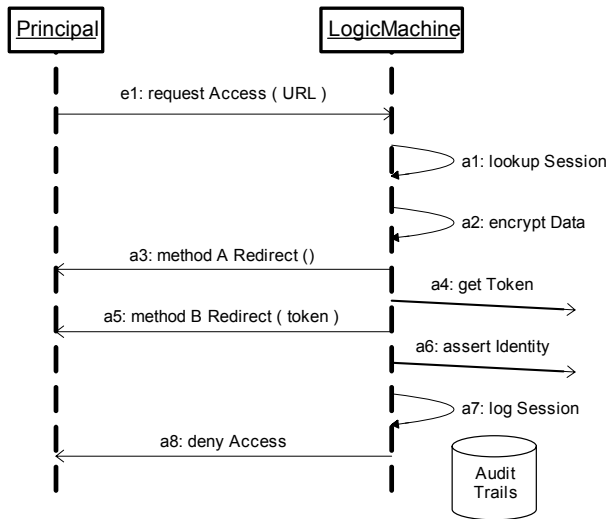 Principal
LogicMachine
e1: request Access ( URL )
a1: lookup Session
a2: encrypt Data
a3: method A Redirect ()
a4: get Token
a5: method B Redirect ( token )
a6: assert Identity
a7: log Session
a8: deny Access
Audit
Trails